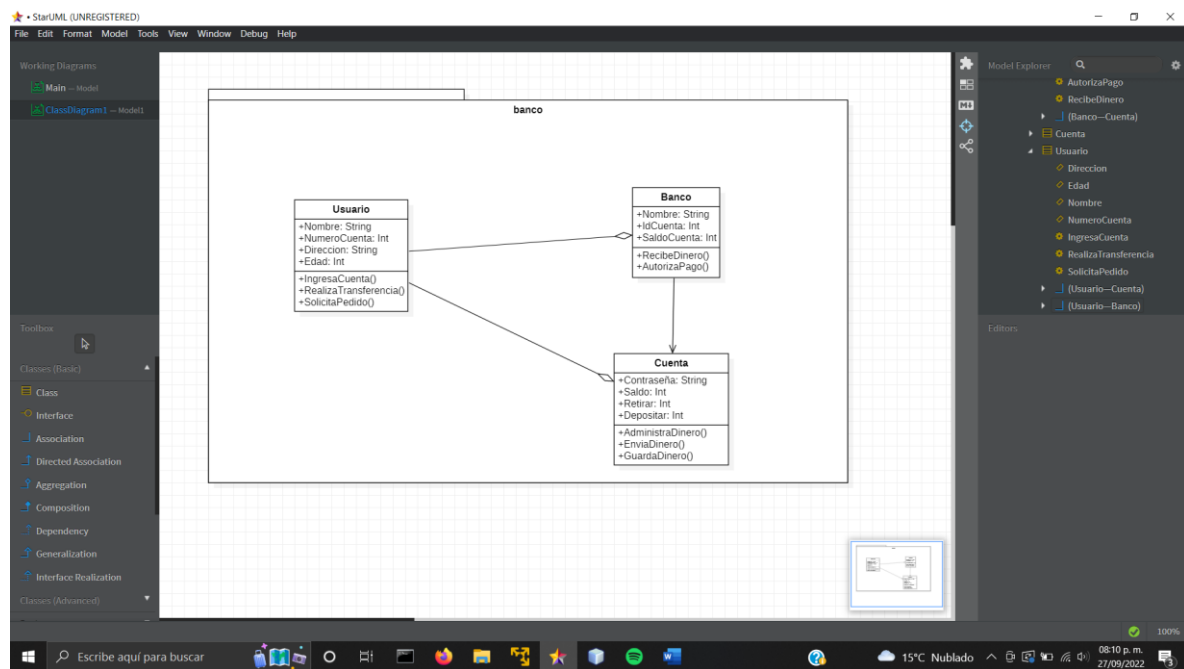 • StarUML (UNREGISTERED)
File Edit Format Model Tools View Window Debug Help
Working Diagrams
Main — Model
ClassDiagram1 — Model1
Toolbox
Classes (Basic)
Class
Interface
Association
Directed Association
Aggregation
Composition
Dependency
Generalization
Interface Realization
Classes (Advanced)
banco
Usuario
+Nombre: String
+NumeroCuenta: Int
+Direccion: String
+Edad: Int
+IngresaCuenta()
+RealizaTransferencia()
+SolicitaPedido()
Banco
+Nombre: String
+IdCuenta: Int
+SaldoCuenta: Int
+RecibeDinero()
+AutorizaPago()
Cuenta
+Contraseña: String
+Saldo: Int
+Retirar: Int
+Depositar: Int
+AdministraDinero()
+EnviaDinero()
+GuardaDinero()
Model Explorer
AutorizaPago
RecibeDinero
(Banco—Cuenta)
Cuenta
Usuario
Direccion
Edad
Nombre
NumeroCuenta
IngresaCuenta
RealizaTransferencia
SolicitaPedido
(Usuario—Cuenta)
(Usuario—Banco)
Editors
100%
Escribe aquí para buscar
15°C Nublado
08:10 p. m.
27/09/2022